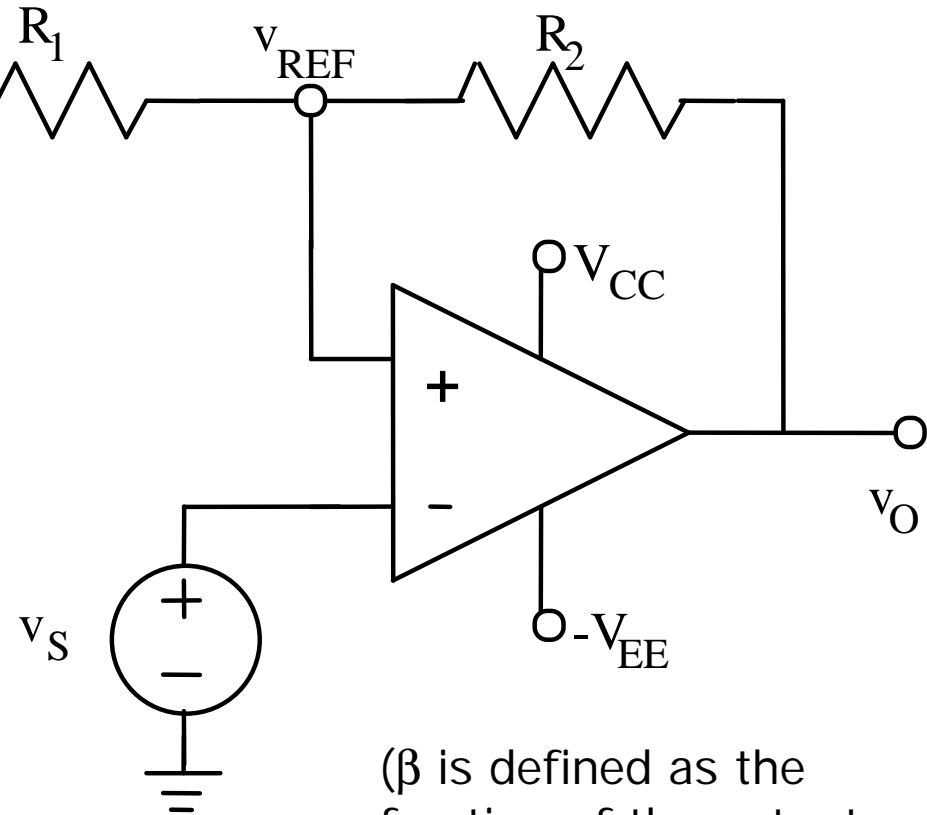 R1
vREF
R2
VCC
+
-
vO
+
vS
-VEE
−
(β is defined as the